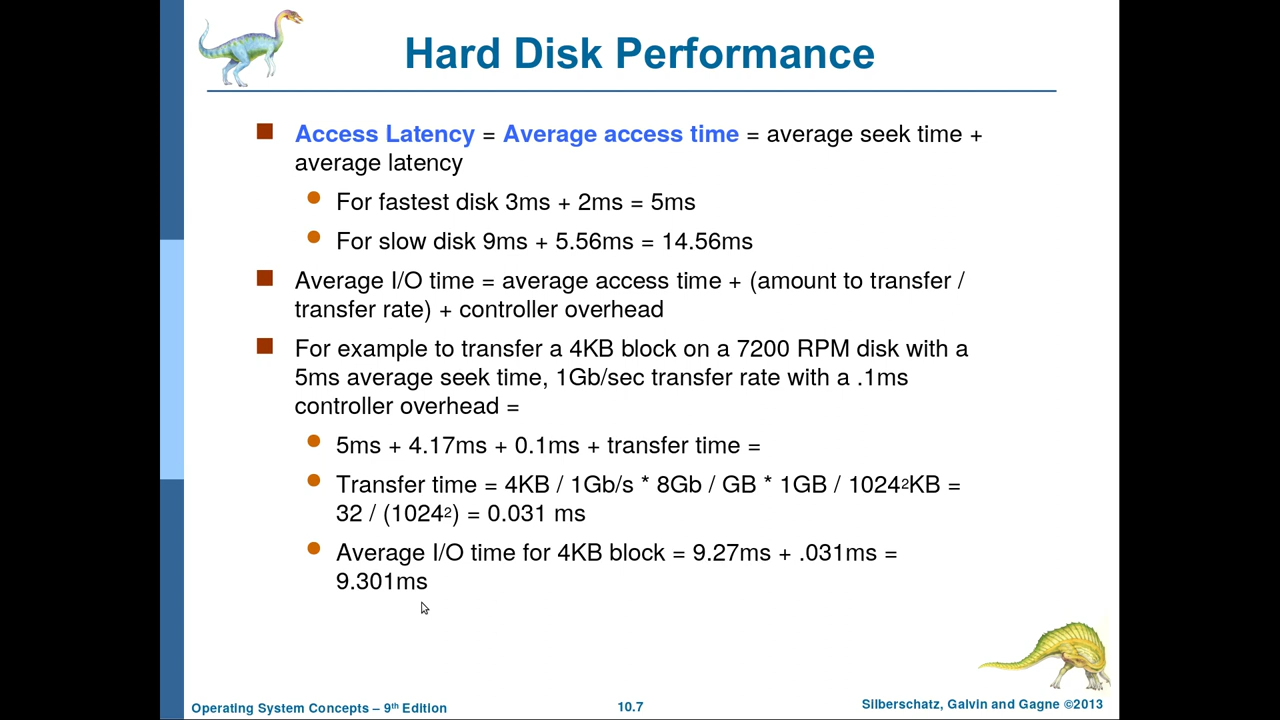 Hard Disk Performance
Access Latency = Average access time = average seek time +
average latency
For fastest disk 3ms + 2ms = 5ms
For slow disk 9ms + 5.56ms = 14.56ms
Average I/O time = average access time + (amount to transfer /
transfer rate) + controller overhead
For example to transfer a 4KB block on a 7200 RPM disk with a
5ms average seek time, 1Gb/sec transfer rate with a .1ms
controller overhead =
5ms + 4.17ms + 0.1ms + transfer time =
Transfer time = 4KB / 1Gb/s * 8Gb / GB * 1GB / 1024²KB =
32 / (1024²) = 0.031 ms
Average I/O time for 4KB block = 9.27ms + .031ms =
9.301ms
Operating System Concepts – 9th Edition
10.7
Silberschatz, Galvin and Gagne ©2013